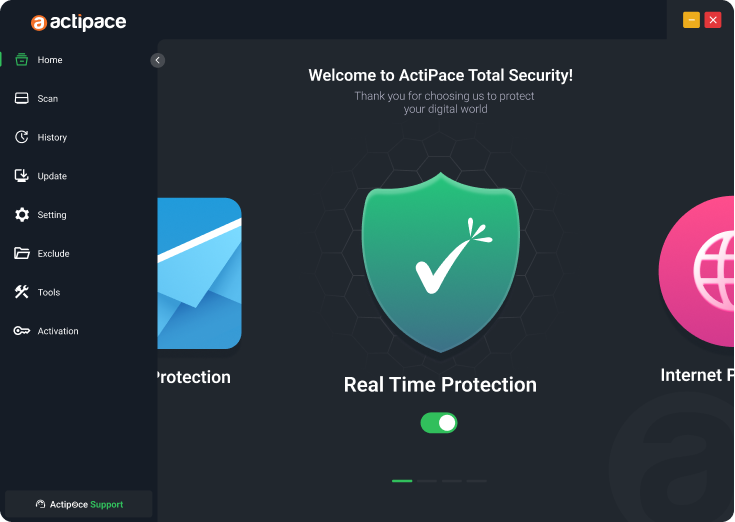 actipace
Home
Scan
History
Update
Setting
Exclude
Tools
Activation
Actipace Support
Welcome to ActiPace Total Security!
Thank you for choosing us to protect
your digital world
Protection
Real Time Protection
Internet P